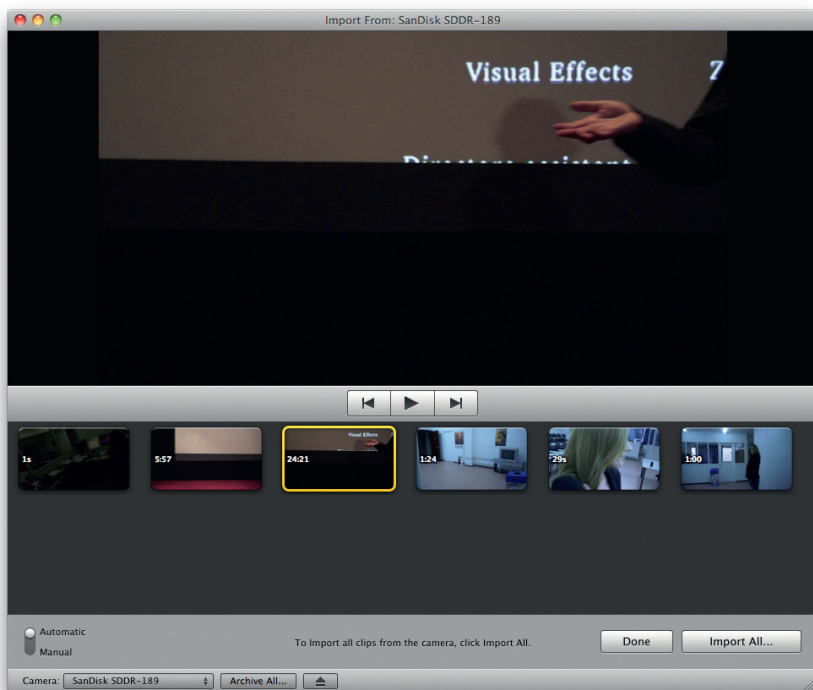 Import From: SanDisk SDDR-189
Visual Effects
Directors assistant
1s
5:57
24:21
Visual Effects
1:24
29s
1:00
Automatic
Manual
To Import all clips from the camera, click Import All.
Done
Import All...
Camera: SanDisk SDDR-189
Archive All...